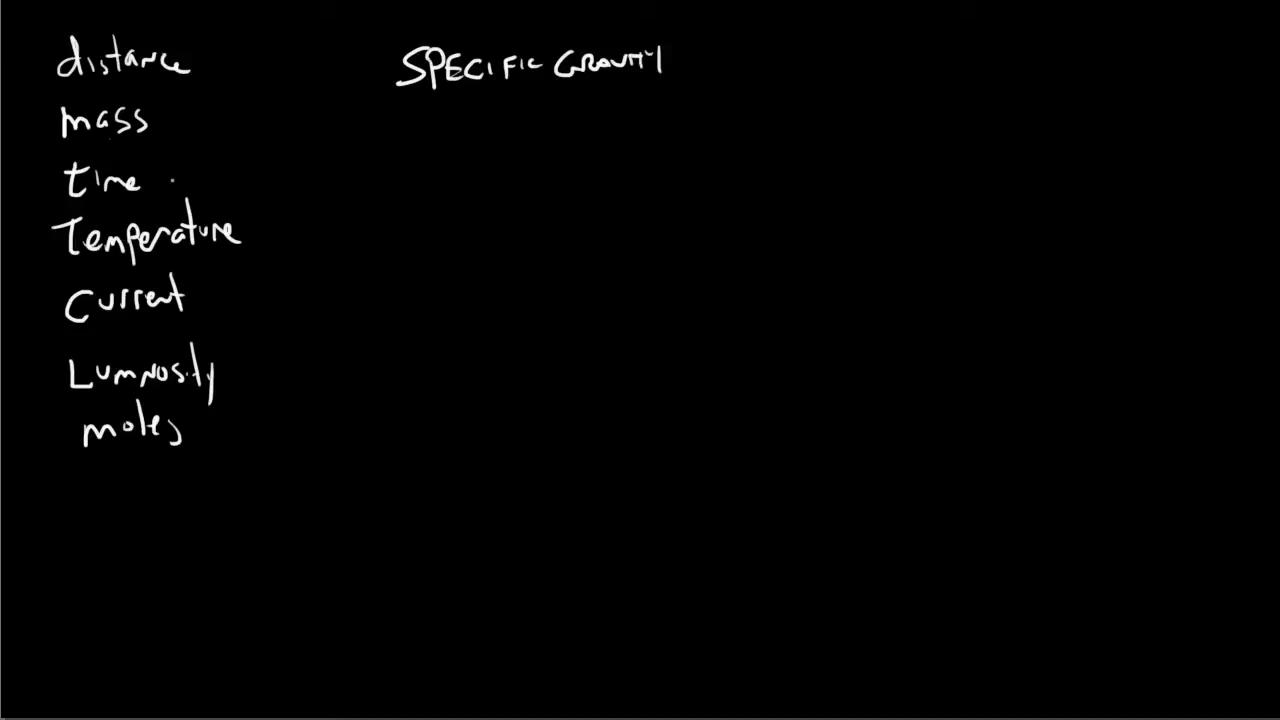 distance
SPECIFIC GRAVITY
mass
time
Temperature
Current
Lumnosity
moles